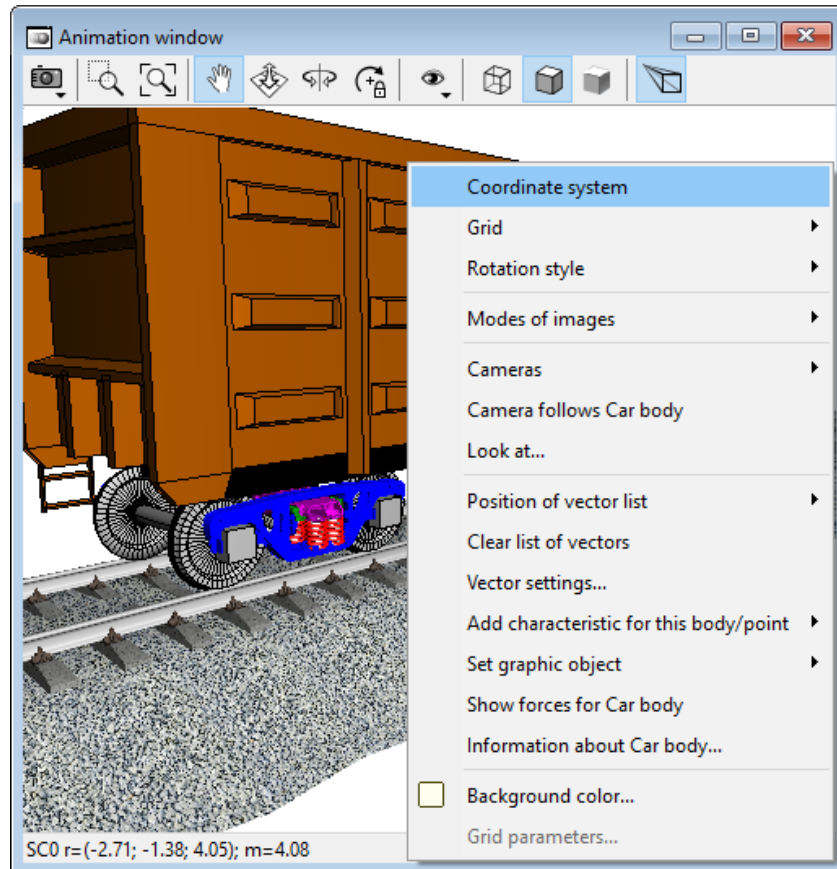 Animation window
Coordinate system
Grid
Rotation style
Modes of images
Cameras
Camera follows Car body
Look at...
Position of vector list
Clear list of vectors
Vector settings...
Add characteristic for this body/point
Set graphic object
Show forces for Car body
Information about Car body...
Background color...
Grid parameters...
SC0 r=(-2.71; -1.38; 4.05); m=4.08